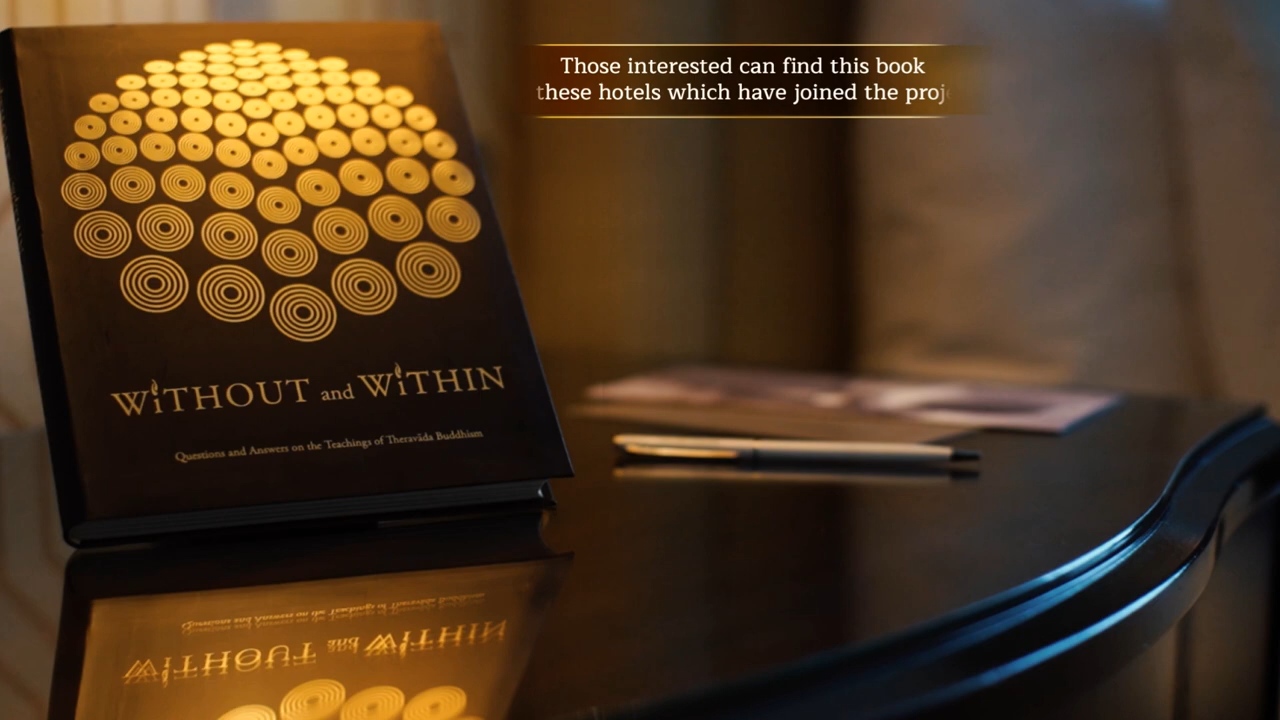 Those interested can find this book
these hotels which have joined the
WiTHOUT and WiTHIN
Questions and Answers on the Teachings of Theravāda Buddhism